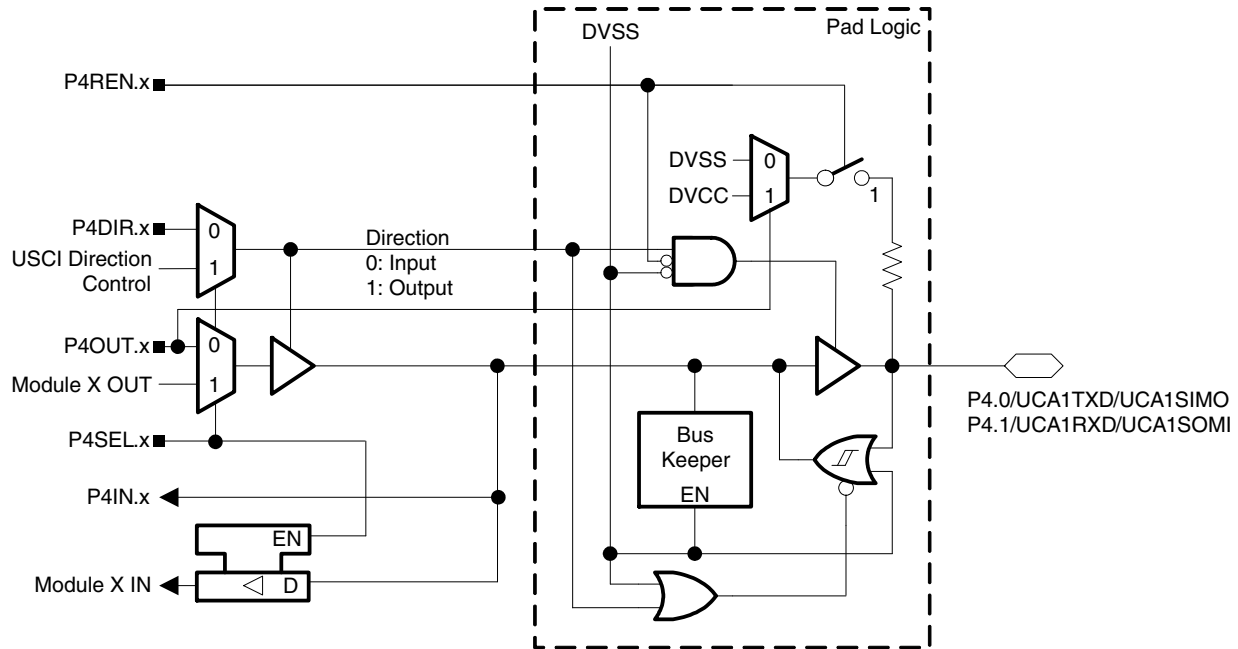 Pad Logic
DVSS
P4REN.x
DVSS
0
DVCC
1
1
P4DIR.x
0
USCI Direction
Control
1
Direction
0: Input
1: Output
P4OUT.x
0
Module X OUT
1
P4SEL.x
P4.0/UCA1TXD/UCA1SIMO
P4.1/UCA1RXD/UCA1SOMI
Bus
Keeper
EN
P4IN.x
EN
Module X IN
D